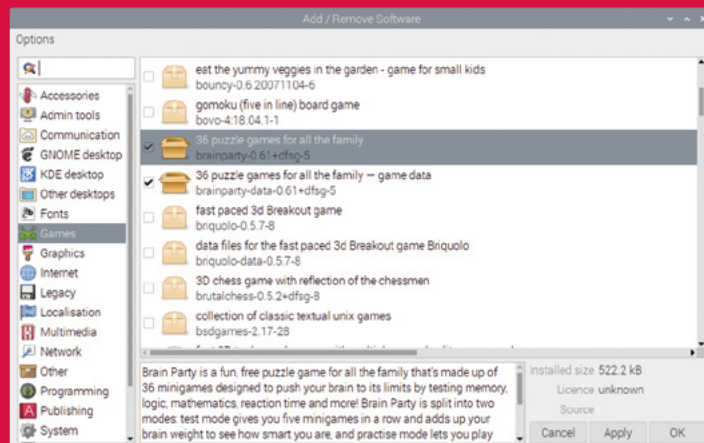 Add / Remove Software
Options
Accessories
Admin tools
Communication
GNOME desktop
KDE desktop
Other desktops
Fonts
Games
Graphics
Internet
Legacy
Localisation
Multimedia
Network
Other
Programming
Publishing
System
eat the yummy veggies in the garden - game for small kids
bouncy-0.6.20071104-6
gomoku (five in line) board game
bovo-4:18.04.1-1
36 puzzle games for all the family
brainparty-0.61+dfsg-5
36 puzzle games for all the family — game data
brainparty-data-0.61+dfsg-5
fast paced 3d Breakout game
briquolo-0.5.7-8
data files for the fast paced 3d Breakout game Briquolo
briquolo-data-0.5.7-8
3D chess game with reflection of the chessmen
brutalchess-0.5.2+dfsg-8
collection of classic textual unix games
bsdgames-2.17-28
Brain Party is a fun, free puzzle game for all the family that's made up of
36 minigames designed to push your brain to its limits by testing memory,
logic, mathematics, reaction time and more! Brain Party is split into two
modes: test mode gives you five minigames in a row and adds up your
brain weight to see how smart you are, and practise mode lets you play
Installed size 522.2 kB
Licence unknown
Source
Cancel Apply OK